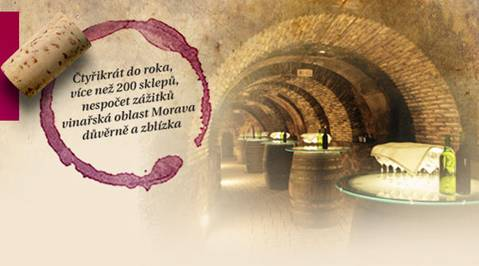 Čtyřikrát do roka,
více než 200 sklepů,
nespočet zážitků
vinařská oblast Morava
důvěrně a zblízka